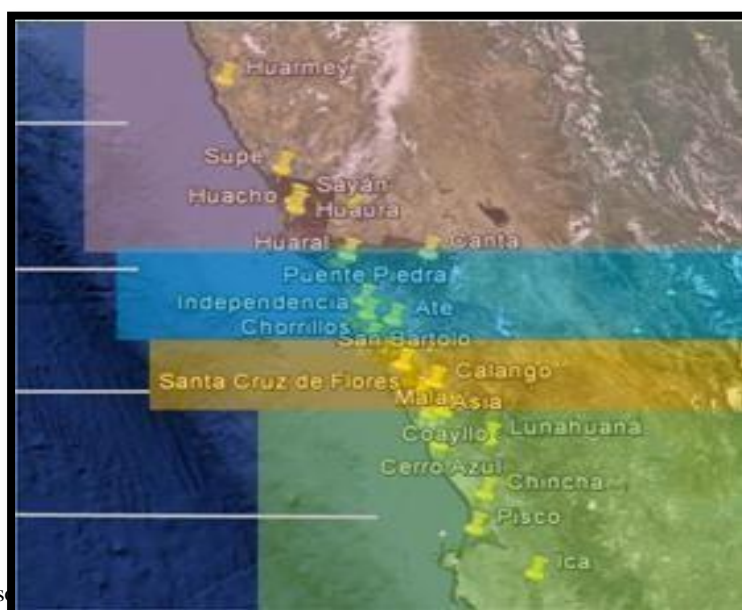 Huarmey
Supe
Sayán
Huacho
Huaura
Huaral
Canta
Puente Piedra
Independencia
Ate
Chorrillos
San Bartolo
Calango
Santa Cruz de Flores
Mala
Asia
Lunahuana
Coayllo
Cerro Azul
Chincha
Pisco
Ica